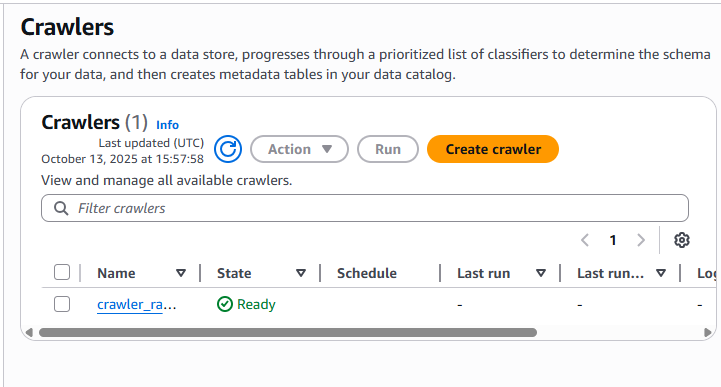 Crawlers
A crawler connects to a data store, progresses through a prioritized list of classifiers to determine the schema
for your data, and then creates metadata tables in your data catalog.
Crawlers (1) Info
Last updated (UTC)
October 13, 2025 at 15:57:58
Action
Run
Create crawler
View and manage all available crawlers.
Filter crawlers
1
Name State Schedule Last run Last run... Log
crawler_ra... Ready - - -